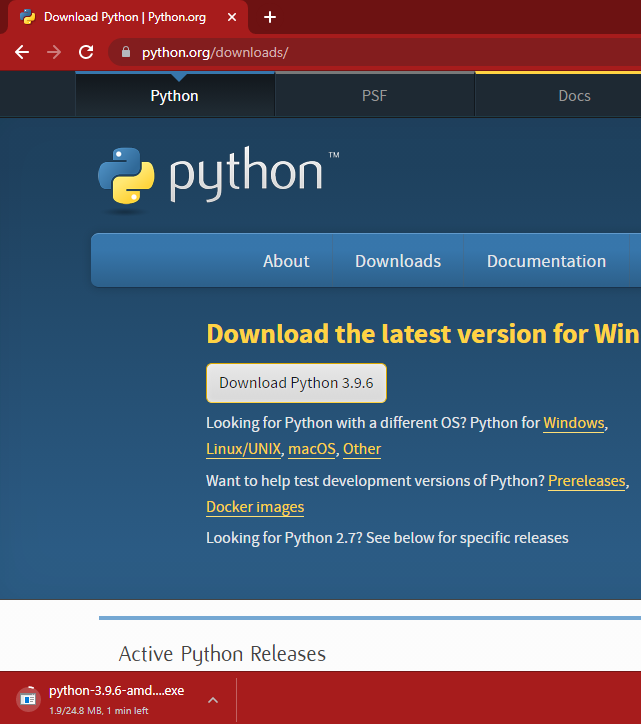 Download Python | Python.org
python.org/downloads/
Python PSF Docs
python™
About Downloads Documentation
Download the latest version for Win
Download Python 3.9.6
Looking for Python with a different OS? Python for Windows,
Linux/UNIX, macOS, Other
Want to help test development versions of Python? Prereleases,
Docker images
Looking for Python 2.7? See below for specific releases
Active Python Releases
python-3.9.6-amd....exe
1.9/24.8 MB, 1 min left